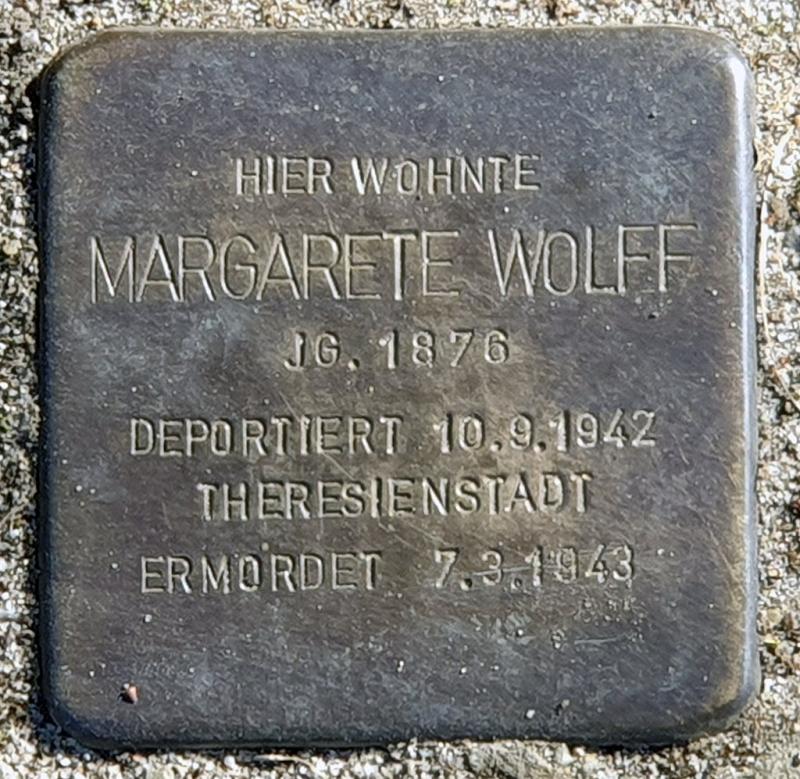 HIER WOHNTE
MARGARETE WOLFF
JG. 1876
DEPORTIERT 10.9.1942
THERESIENSTADT
ERMORDET 7.3.1943